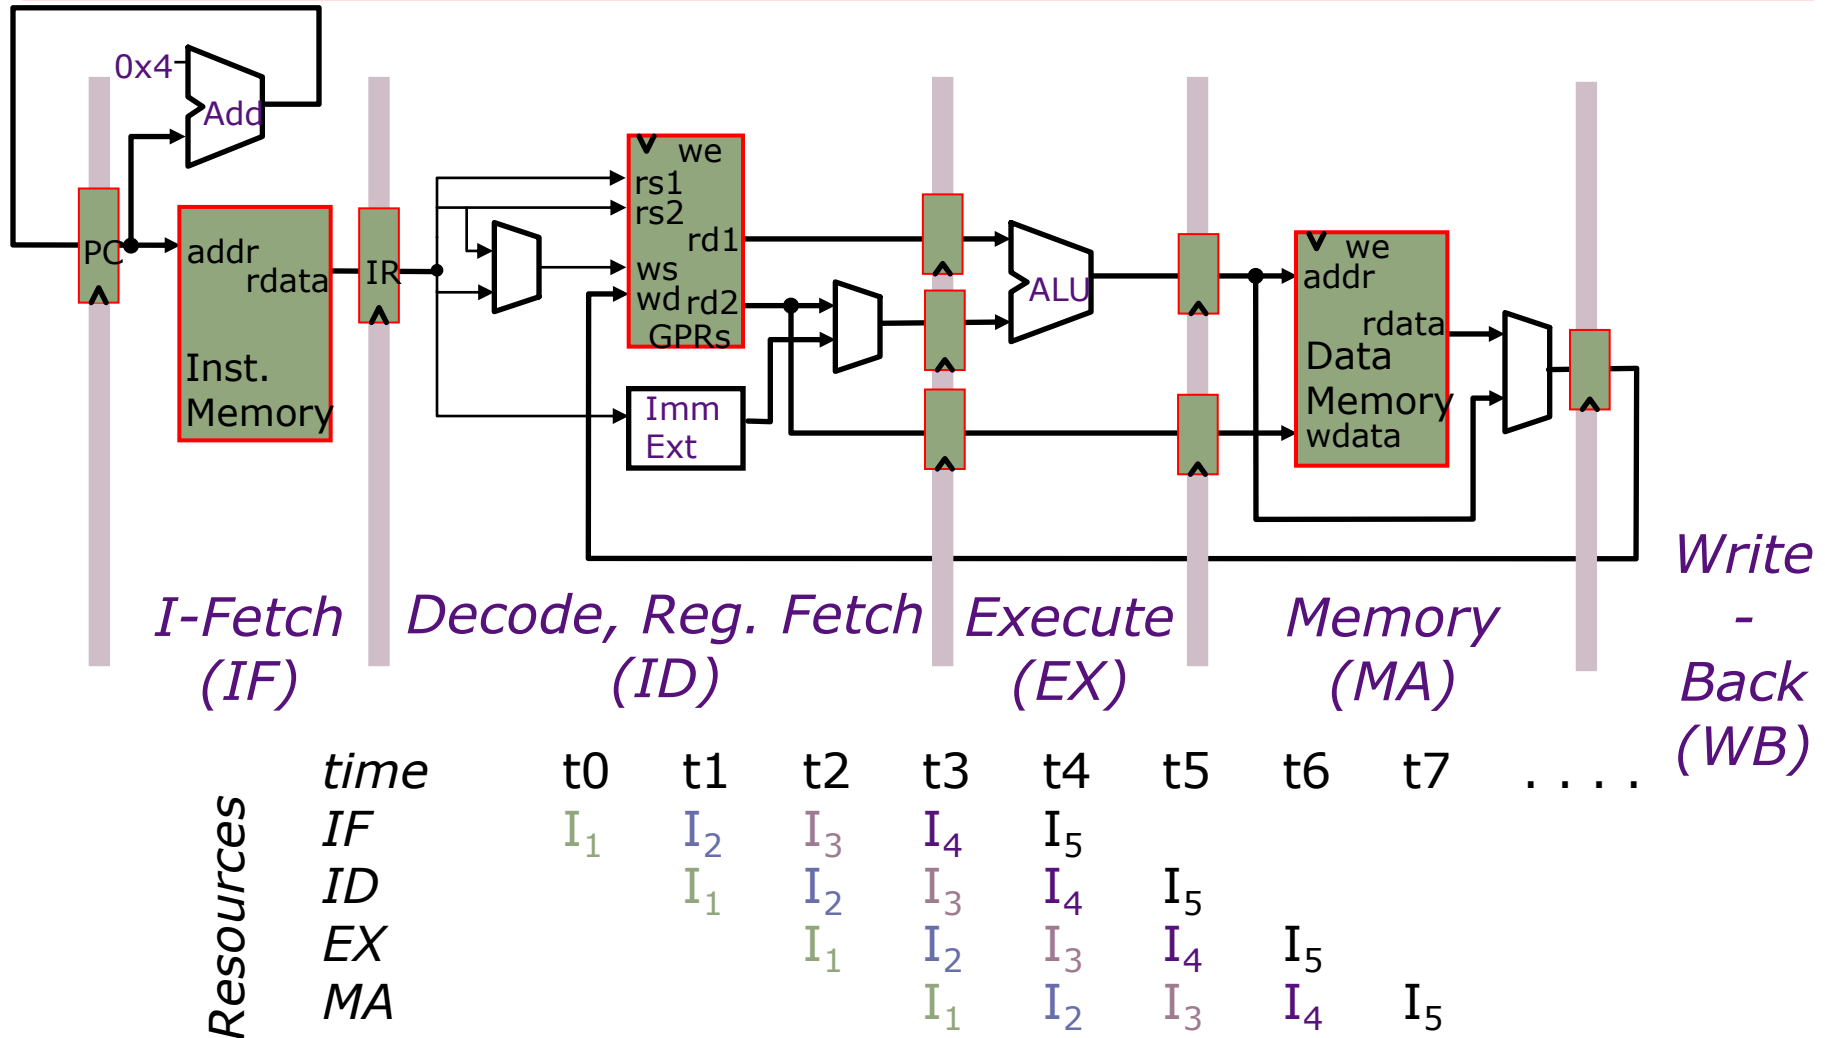 0x4
Add
PC
addr
rdata
Inst.
Memory
IR
we
rs1
rs2
rd1
ws
wd rd2
GPRs
Imm
Ext
ALU
we
addr
rdata
Data
Memory
wdata
I-Fetch
(IF)
Decode, Reg. Fetch
(ID)
Execute
(EX)
Memory
(MA)
Write
-
Back
(WB)
Resources
time t0 t1 t2 t3 t4 t5 t6 t7 . . . .
IF I1 I2 I3 I4 I5
ID I1 I2 I3 I4 I5
EX I1 I2 I3 I4 I5
MA I1 I2 I3 I4 I5